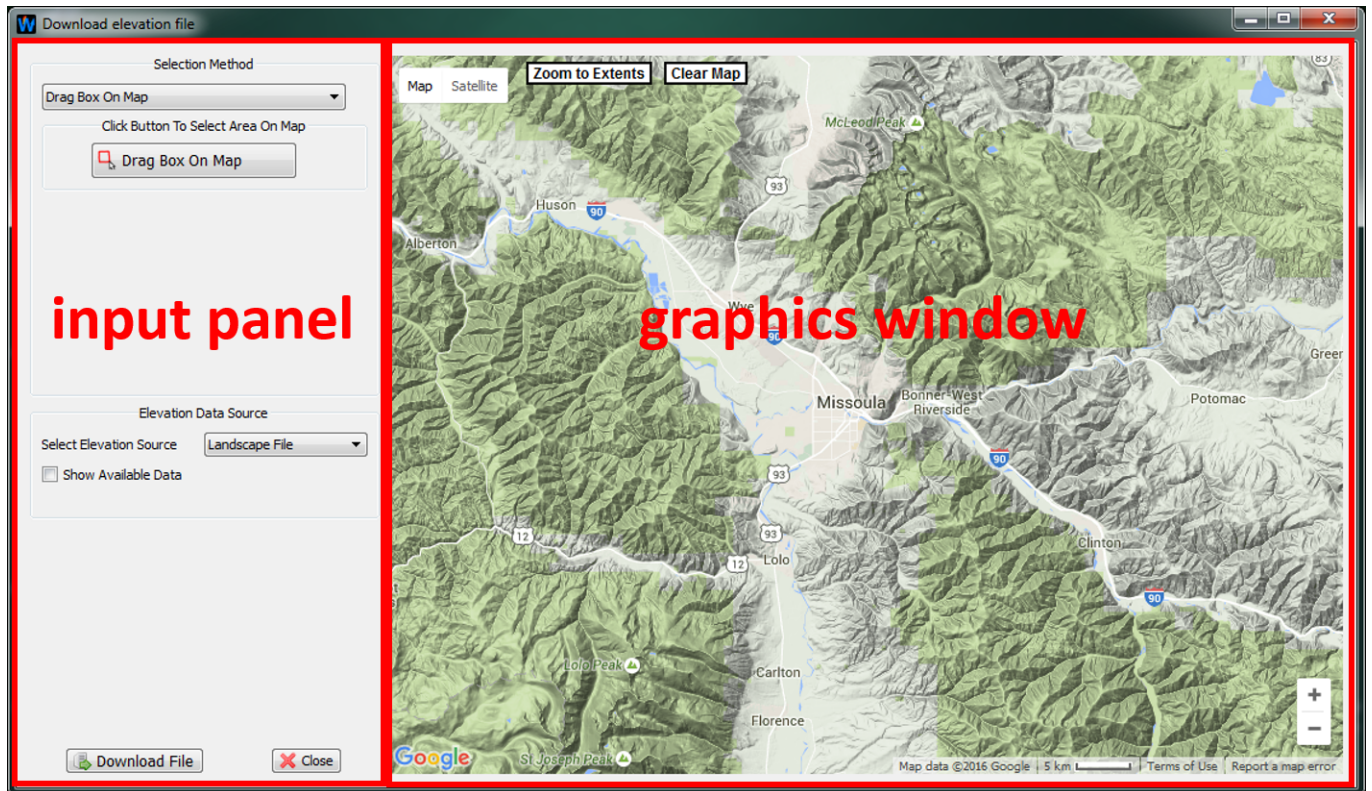 Download elevation file
Selection Method
Drag Box On Map
Click Button To Select Area On Map
Drag Box On Map
input panel
Elevation Data Source
Select Elevation Source Landscape File
Show Available Data
Download File Close
Map Satellite Zoom to Extents Clear Map
83
McLeod Peak
93
Huson 90
Alberton
Wye
graphics window
90
Green
Missoula
Bonner-West
Riverside
Potomac
93
90
12
93
Clinton
12 Lolo
90
Lolo Peak
Carlton
Florence
St Joseph Peak
Google
Map data ©2016 Google 5 km Terms of Use Report a map error